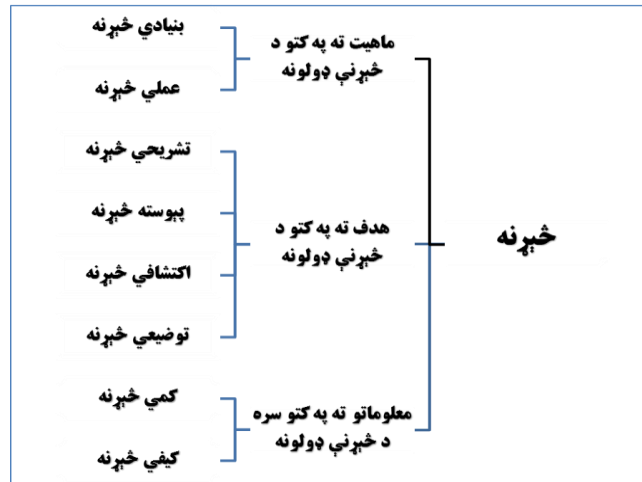 څېړنه
ماهیت ته په کتو د
څېړنې ډولونه
بنیادي څېړنه
عملي څېړنه
هدف ته په کتو د
څېړنې ډولونه
تشریحي څېړنه
پیوسته څېړنه
اکتشافي څېړنه
توضیعي څېړنه
معلوماتو ته په کتو سره
د څېړنې ډولونه
کمي څېړنه
کیفي څېړنه